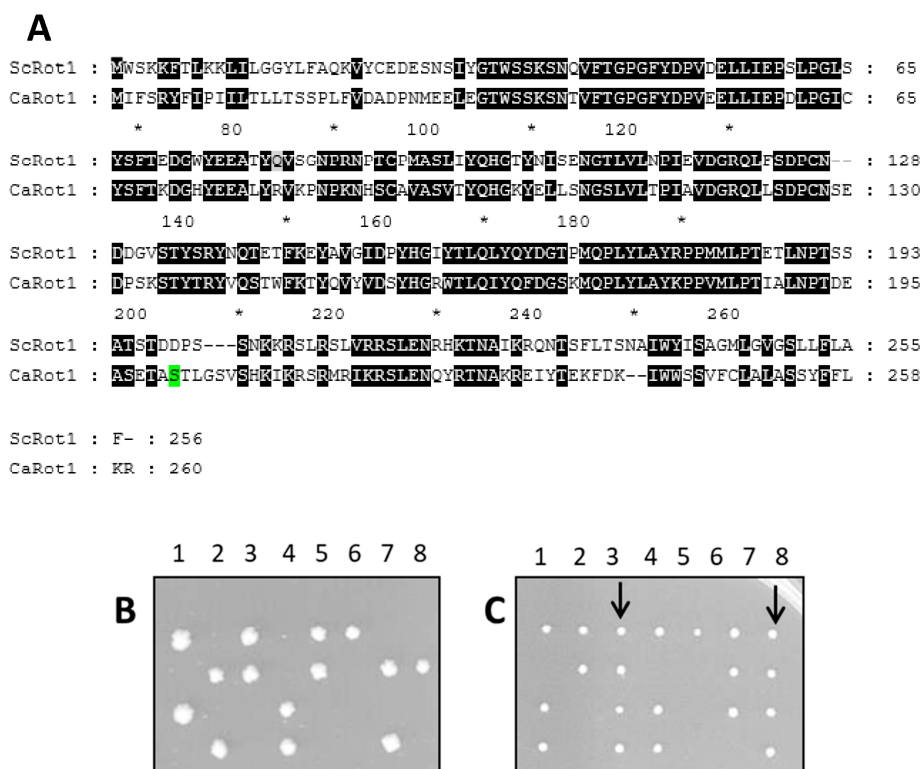 A
ScRot1 : MWSKKFTLKKLILGGYLFAQKVYCEDESNSIYGTWSSKSNQVFTGPGFYDPVDELLIEPSLPGLS : 65
CaRot1 : MIFSRYFIPIILTLLTSSPLFVDADPNMEELEGTWSSKSNTVFTGPGFYDPVEELLIEPDLPGIC : 65
* 80 * 100 * 120 *
ScRot1 : YSFTEDGWYEEATYQVSGNPRNPTCPMASLIYQHGTYNISENGTLVLNPIEVDGRQLFSDPCN-- : 128
CaRot1 : YSFTKDGHYEEALYRVKPNPKNHSCAVASVTYQHGKYELLSNGSLVLTPIAVDGRQLLSDPCNSE : 130
140 * 160 * 180 *
ScRot1 : DDGVSTYSRYNQTETFKEYAVGIDPYHGIYTLQLYQYDGTPMQPLYLAYRPPMMLPTETLNPTSS : 193
CaRot1 : DPSKSTYTRYVQSTWFKTYQVYVDSYHGRWTLQIYQFDGSKMQPLYLAYKPPVMLPTIALNPTDE : 195
200 * 220 * 240 * 260
ScRot1 : ATSTDDPS---SNKKRSLRSLVRRSLENRHKTNAIKRQNTSFLTSNAIWYISAGMLGVGSLLFLA : 255
CaRot1 : ASETASTLGSVSHKIKRSRMRIKRSLENQYRTNAKREIYTEKFDK--IWWSSVFCLALASSYFFL : 258
ScRot1 : F- : 256
CaRot1 : KR : 260
1 2 3 4 5 6 7 8
B
1 2 3 4 5 6 7 8
C